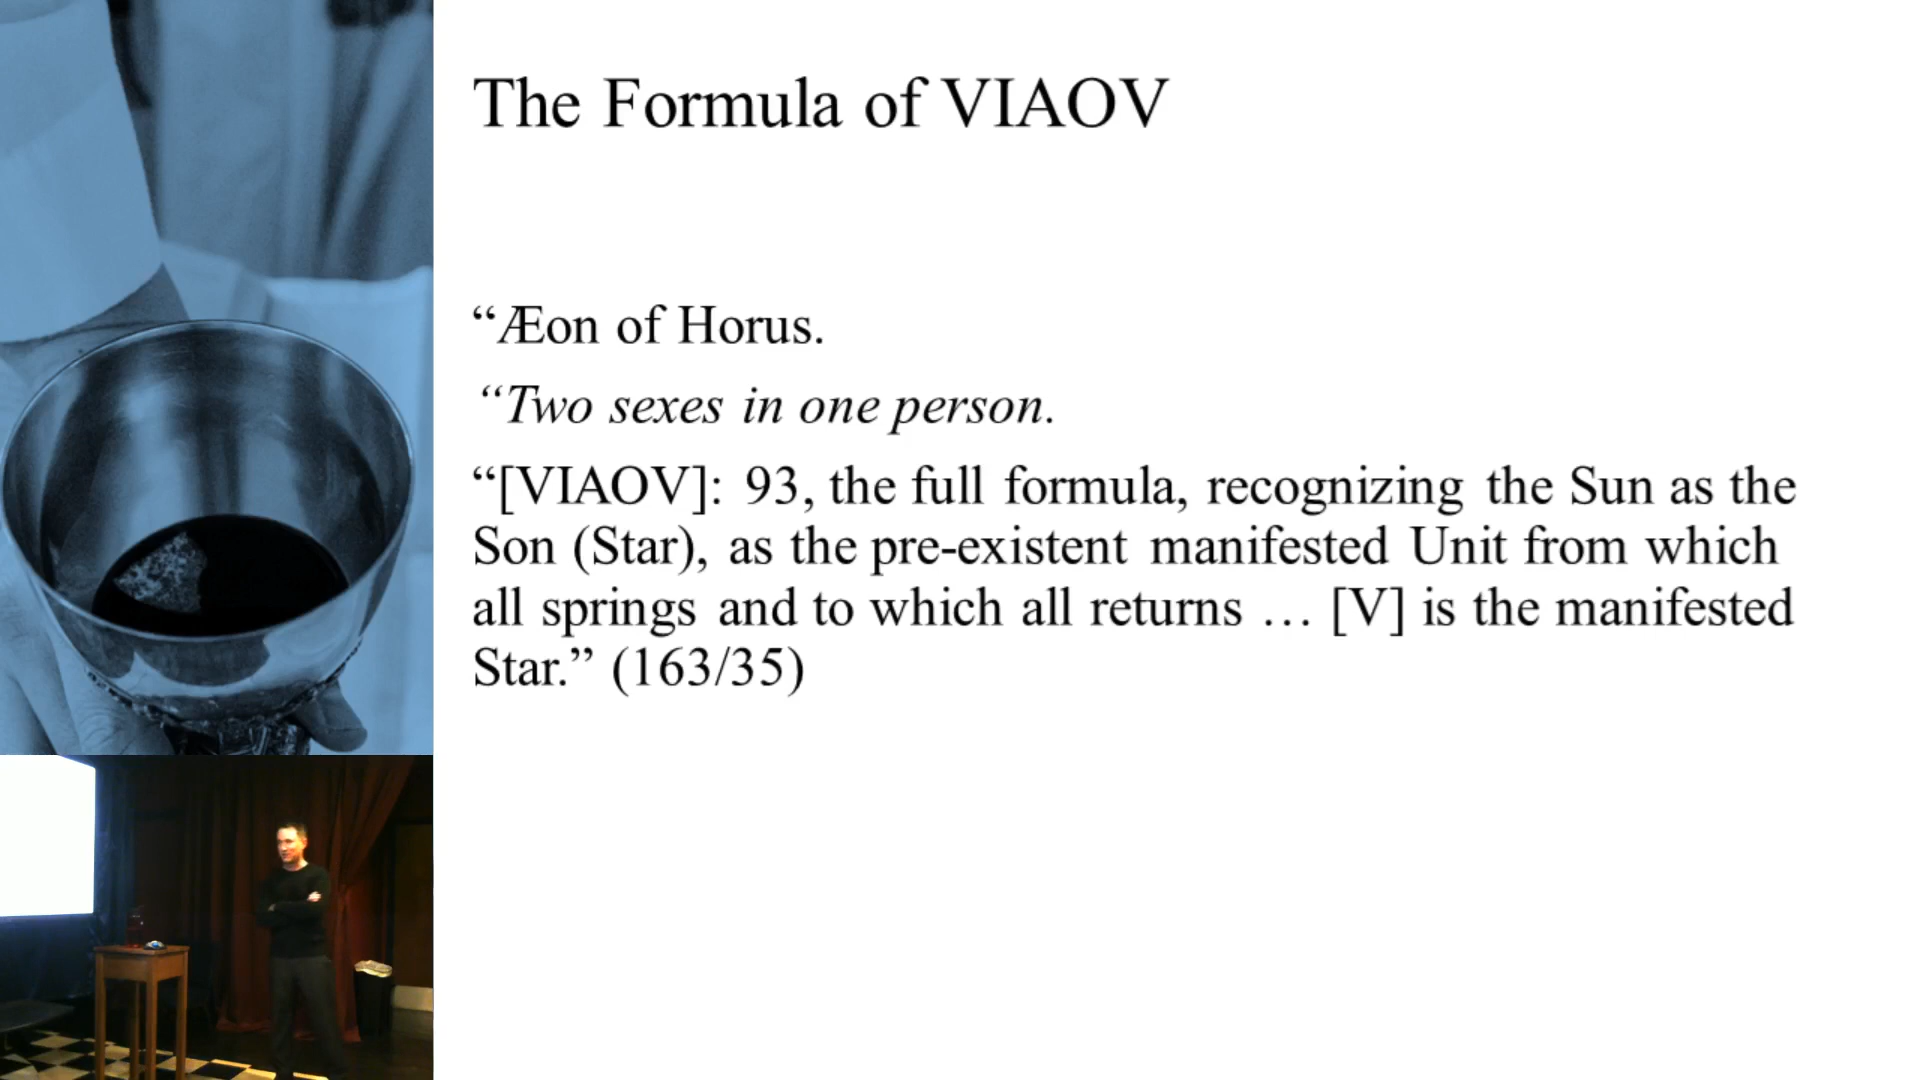 The Formula of VIAOV
“Æon of Horus.
“Two sexes in one person.
“[VIAOV]: 93, the full formula, recognizing the Sun as the
Son (Star), as the pre-existent manifested Unit from which
all springs and to which all returns … [V] is the manifested
Star.” (163/35)